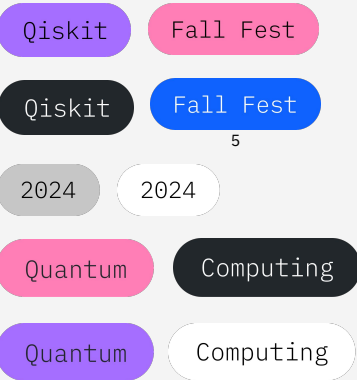 Qiskit Fall Fest
Qiskit Fall Fest
5
2024 2024
Quantum Computing
Quantum Computing